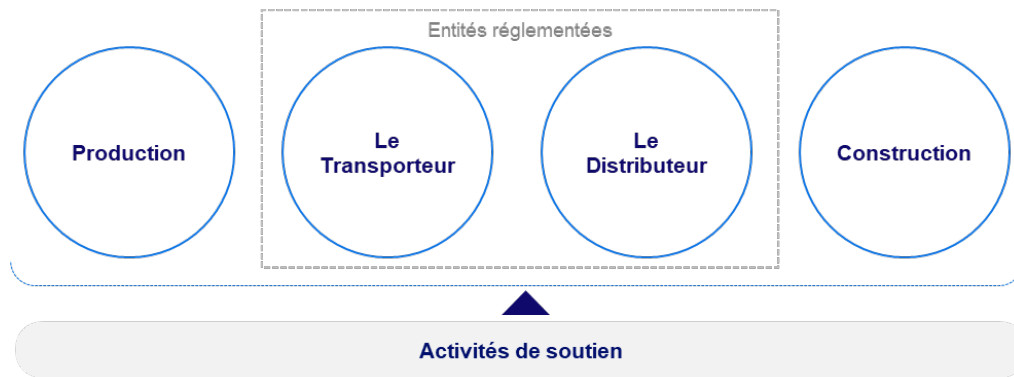 Entités réglementées
Production
Le
Transporteur
Le
Distributeur
Construction
Activités de soutien